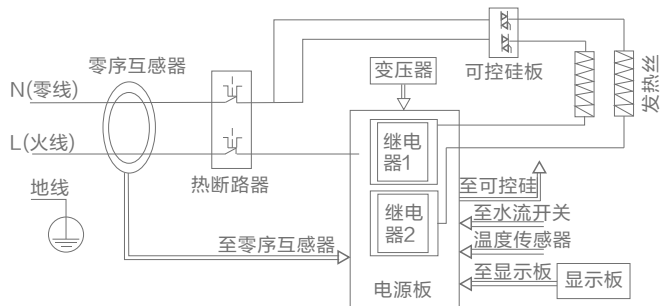 零序互感器
N(零线)
L(火线)
地线
热断路器
变压器
可控硅板
发热丝
继电
器1
继电
器2
至可控硅
至水流开关
温度传感器
至零序互感器
至显示板
显示板
电源板